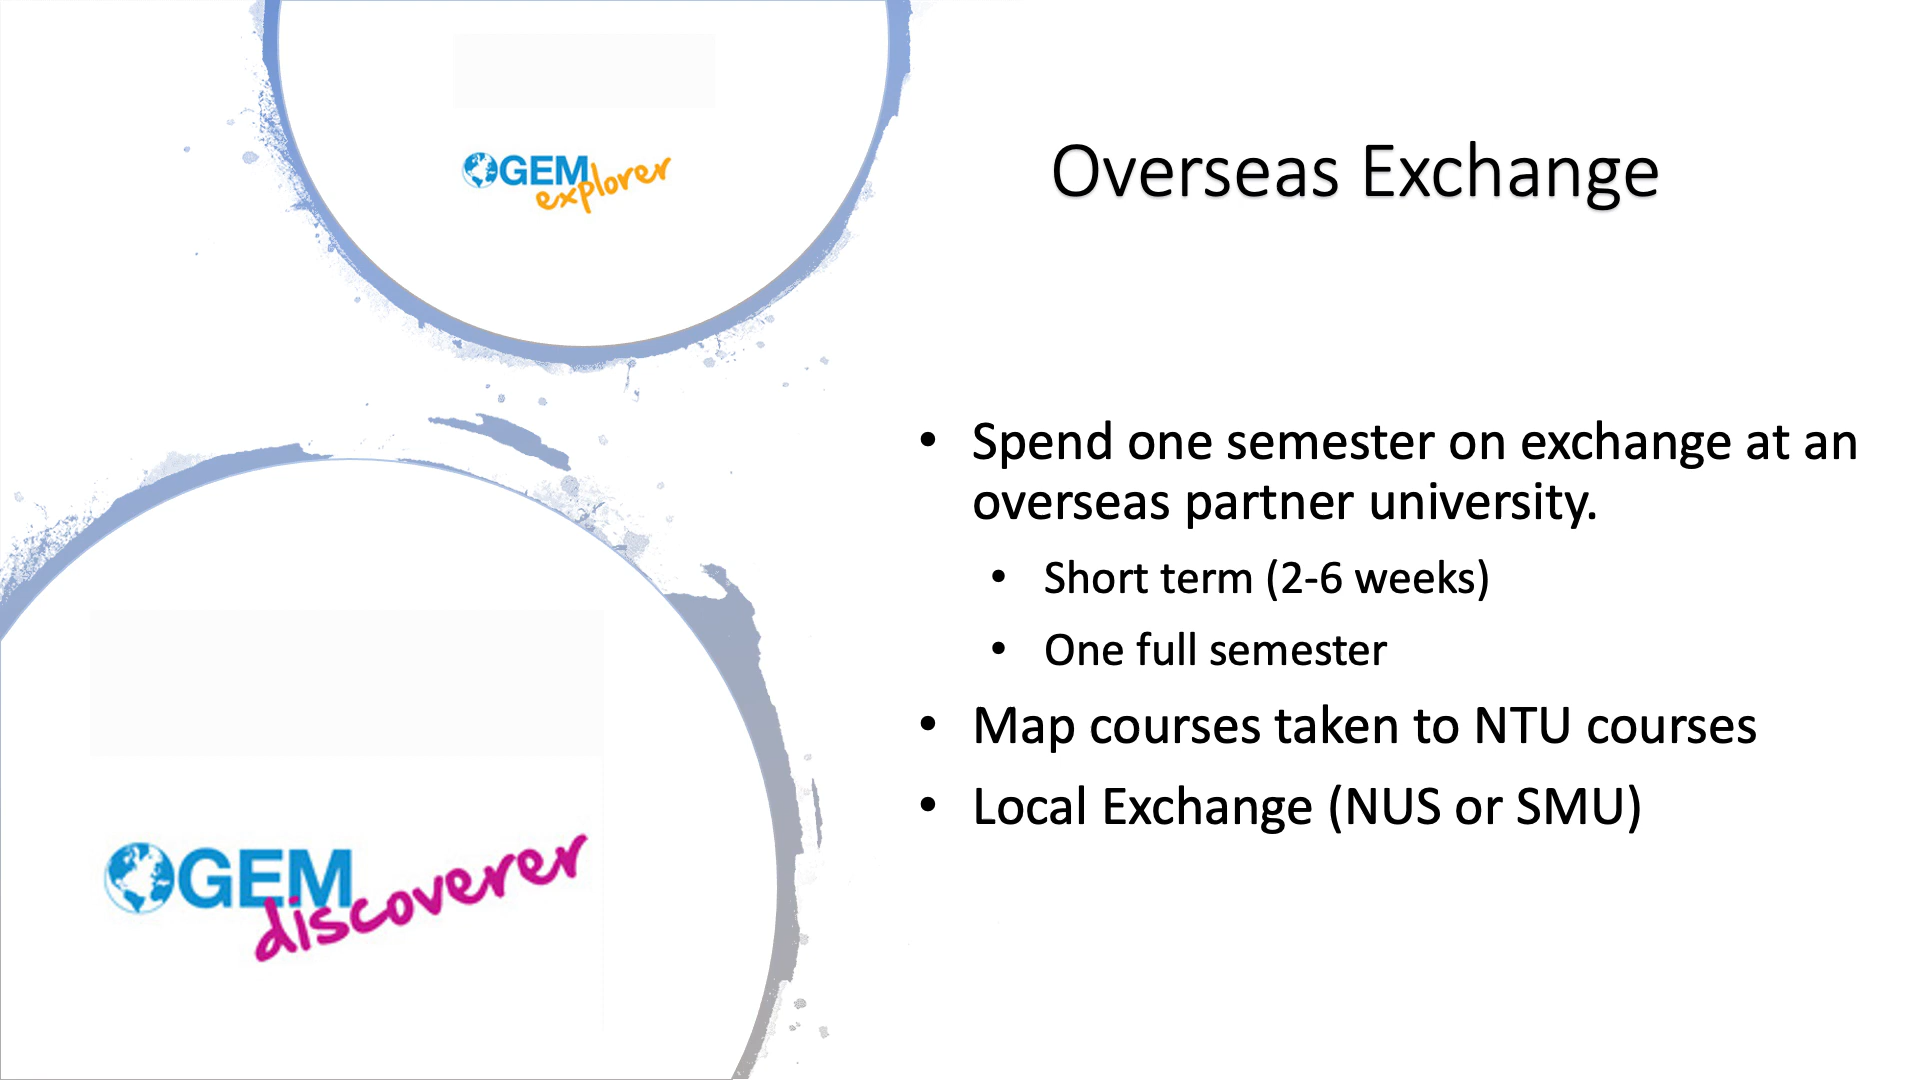 GEM
explorer
Overseas Exchange
• Spend one semester on exchange at an
overseas partner university.
• Short term (2-6 weeks)
• One full semester
• Map courses taken to NTU courses
• Local Exchange (NUS or SMU)
GEM
discoverer